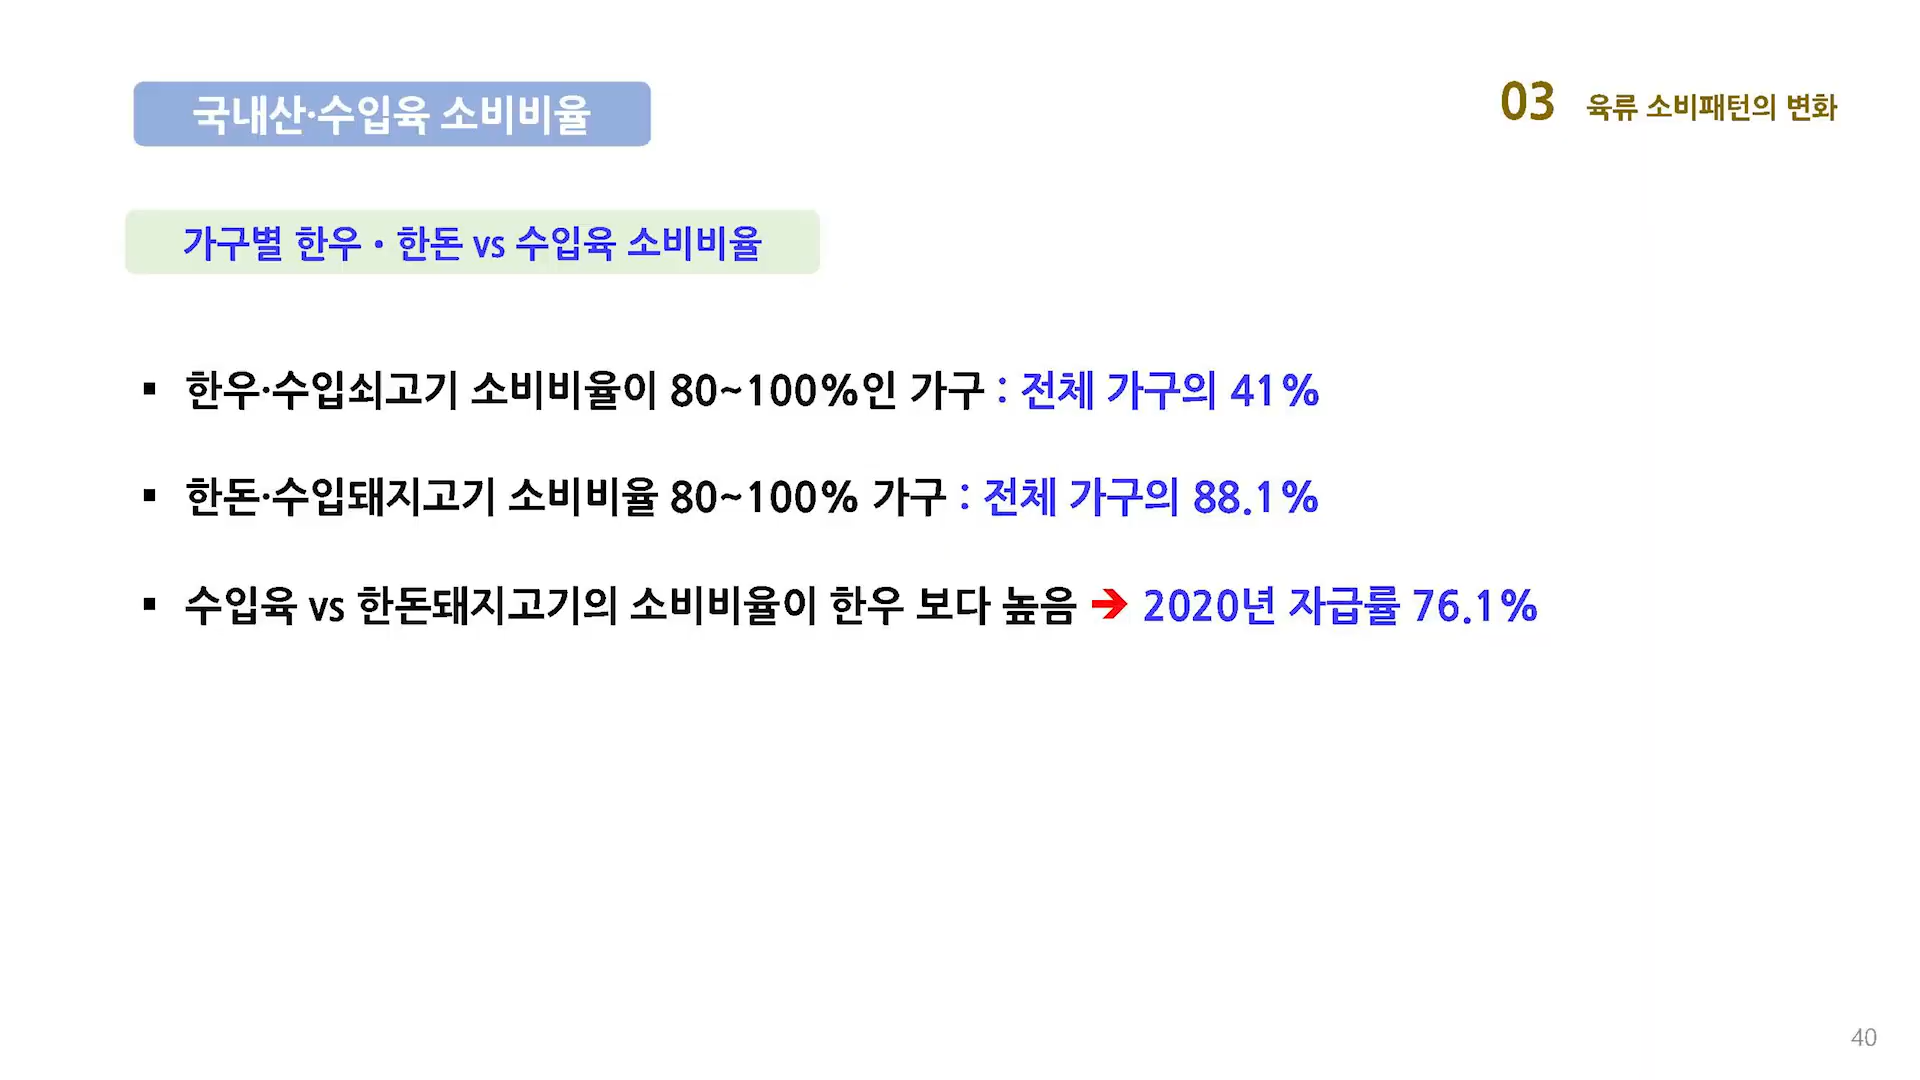 국내산·수입육 소비비율
03 육류 소비패턴의 변화
가구별 한우·한돈 vs 수입육 소비비율
▪ 한우·수입쇠고기 소비비율이 80~100%인 가구 : 전체 가구의 41%
▪ 한돈·수입돼지고기 소비비율 80~100% 가구 : 전체 가구의 88.1%
▪ 수입육 vs 한돈돼지고기의 소비비율이 한우 보다 높음 ➔ 2020년 자급률 76.1%
40